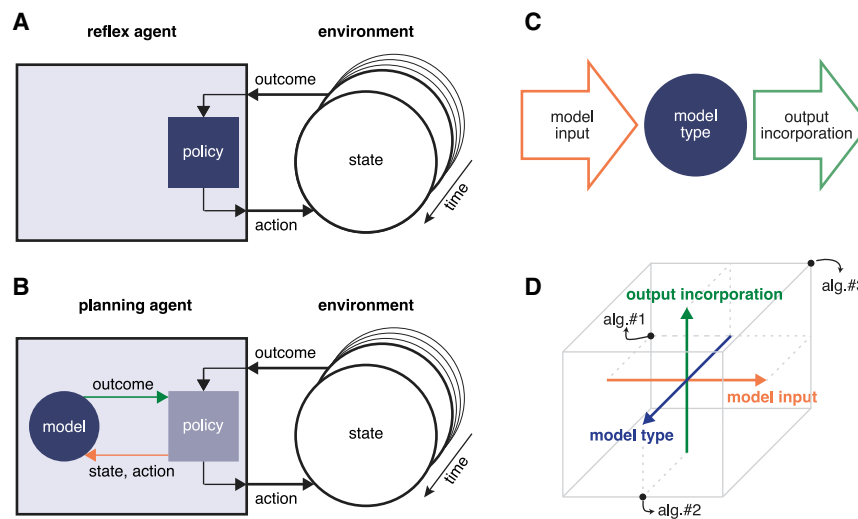 A
reflex agent
environment
outcome
policy
state
action
time
B
planning agent
environment
outcome
outcome
model
policy
state
state, action
action
time
C
model
input
model
type
output
incorporation
D
output incorporation
alg.#1
model input
model type
alg.#2